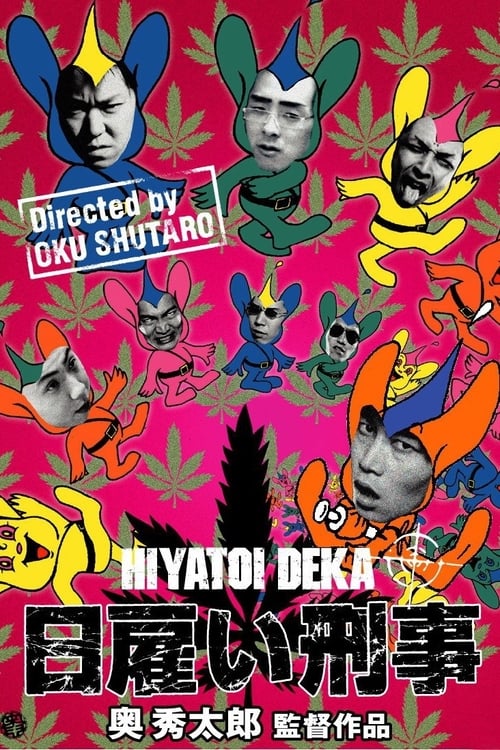 Directed by
OKU SHUTARO
HIYATOI DEKA
日雇い刑事
奥 秀太郎 監督作品